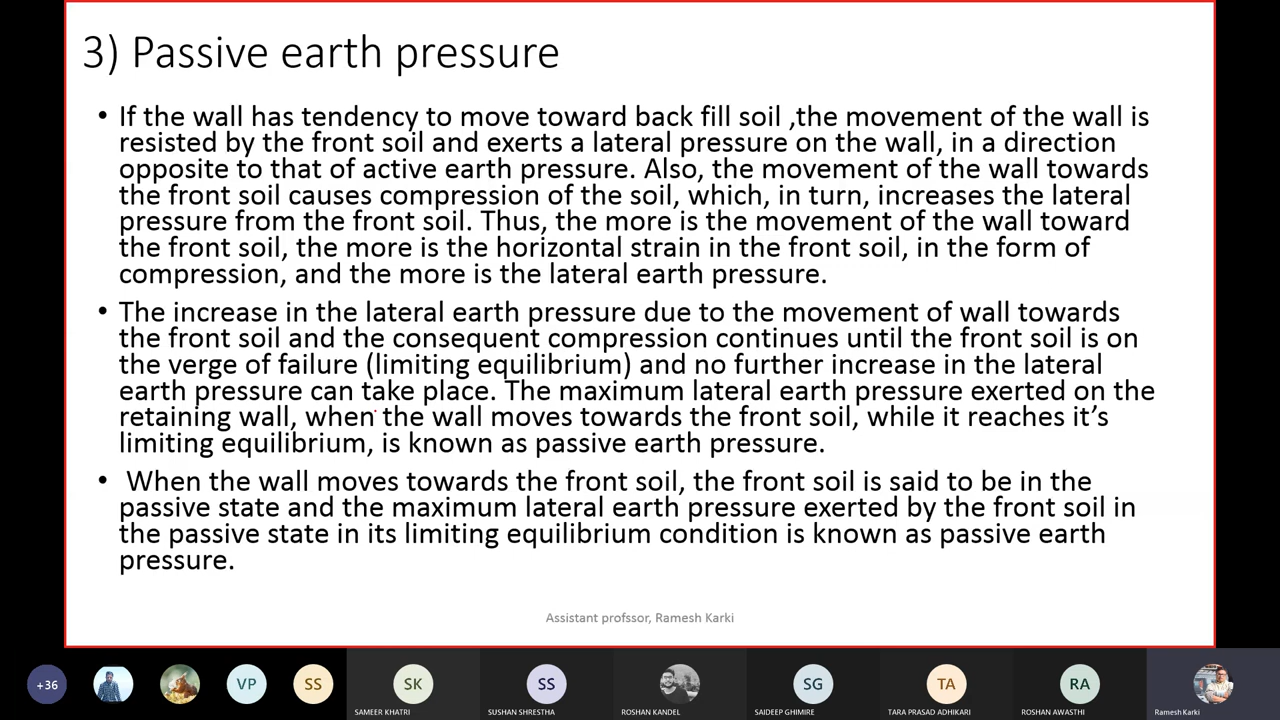 3) Passive earth pressure
• If the wall has tendency to move toward back fill soil ,the movement of the wall is
resisted by the front soil and exerts a lateral pressure on the wall, in a direction
opposite to that of active earth pressure. Also, the movement of the wall towards
the front soil causes compression of the soil, which, in turn, increases the lateral
pressure from the front soil. Thus, the more is the movement of the wall toward
the front soil, the more is the horizontal strain in the front soil, in the form of
compression, and the more is the lateral earth pressure.
• The increase in the lateral earth pressure due to the movement of wall towards
the front soil and the consequent compression continues until the front soil is on
the verge of failure (limiting equilibrium) and no further increase in the lateral
earth pressure can take place. The maximum lateral earth pressure exerted on the
retaining wall, when the wall moves towards the front soil, while it reaches it’s
limiting equilibrium, is known as passive earth pressure.
• When the wall moves towards the front soil, the front soil is said to be in the
passive state and the maximum lateral earth pressure exerted by the front soil in
the passive state in its limiting equilibrium condition is known as passive earth
pressure.
Assistant profssor, Ramesh Karki
+36 VP SS SK SS SG TA RA
SAMEER KHATRI SUSHAN SHRESTHA ROSHAN KANDEL SAIDEEP GHIMIRE TARA PRASAD ADHIKARI ROSHAN AWASTHI Ramesh Karki